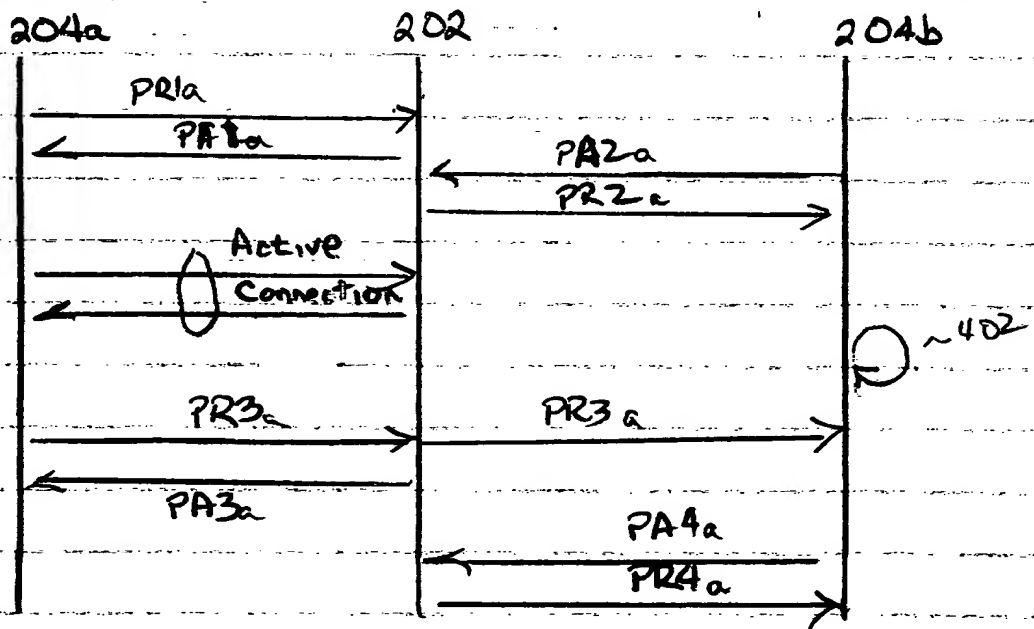 204a 202 204b
PR1a
PA1a PA2a
PR2a
Active
Connection
~402
PR3a PR3a
PA3a
PA4a
PR4a